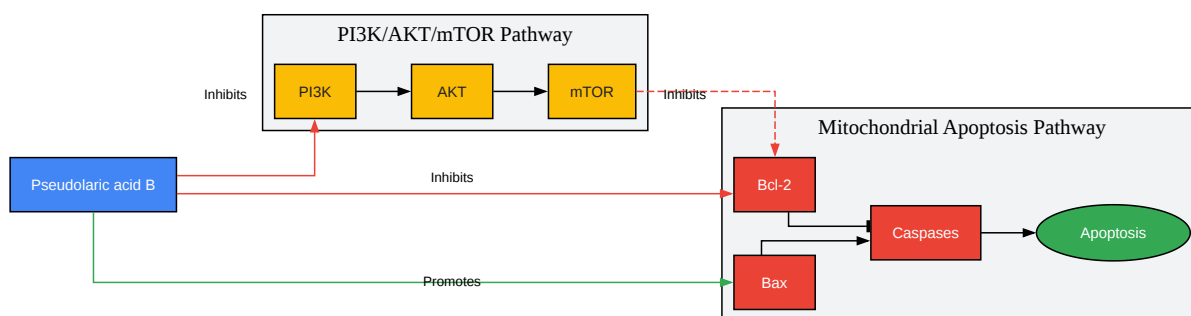 PI3K/AKT/mTOR Pathway
Inhibits
PI3K
AKT
mTOR
Inhibits
Mitochondrial Apoptosis Pathway
Pseudolaric acid B
Inhibits
Bcl-2
Caspases
Apoptosis
Promotes
Bax